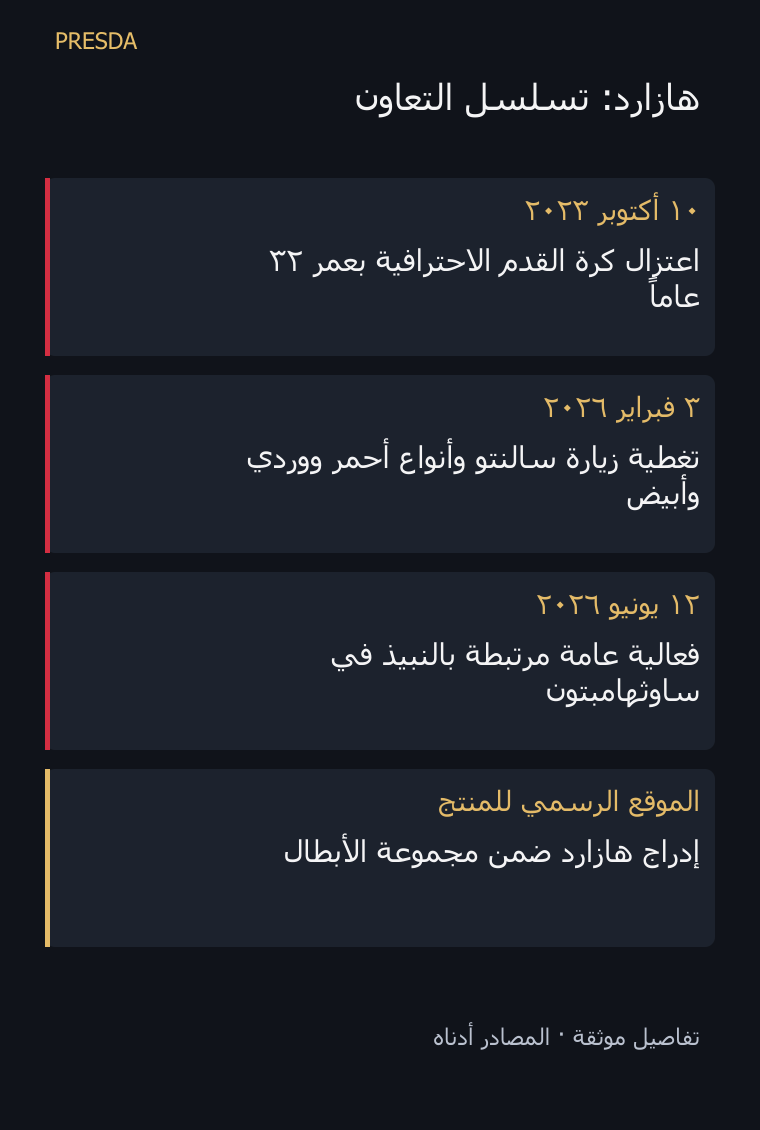 PRESDA
هازارد: تسلسل التعاون
١٠ أكتوبر ٢٠٢٣
اعتزال كرة القدم الاحترافية بعمر ٣٢
عاماً
٣ فبراير ٢٠٢٦
تغطية زيارة سالنتو وأنواع أحمر ووردي
وأبيض
١٢ يونيو ٢٠٢٦
فعالية عامة مرتبطة بالنبيذ في
ساوثهامبتون
الموقع الرسمي للمنتج
إدراج هازارد ضمن مجموعة الأبطال
تفاصيل موثقة · المصادر أدناه